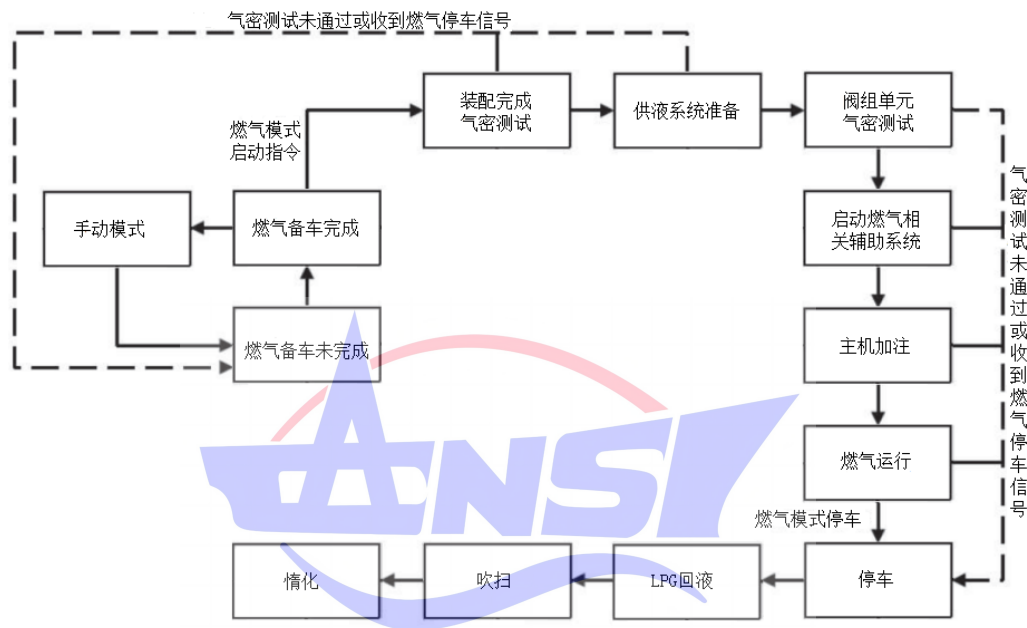 气密测试未通过或收到燃气停车信号
装配完成
气密测试
供液系统准备
阀组单元
气密测试
燃气模式
启动指令
手动模式
燃气备车完成
启动燃气相
关辅助系统
气密测试未通过或收到燃气停车信号
燃气备车未完成
主机加注
燃气运行
燃气模式停车
惰化
吹扫
LPG回液
停车
ANSI